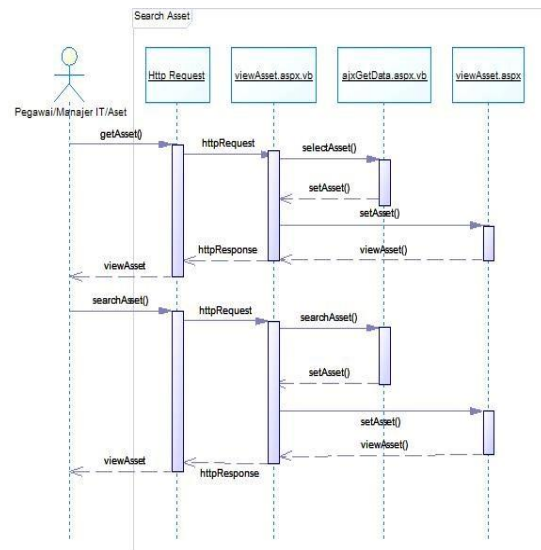 Search Asset
Http Request
viewAsset.aspx.vb
ajxGetData.aspx.vb
viewAsset.aspx
Pegawai/Manajer IT/Aset
getAsset()
httpRequest
selectAsset()
setAsset()
setAsset()
httpResponse
viewAsset()
viewAsset
searchAsset()
httpRequest
searchAsset()
setAsset()
setAsset()
viewAsset()
viewAsset
httpResponse